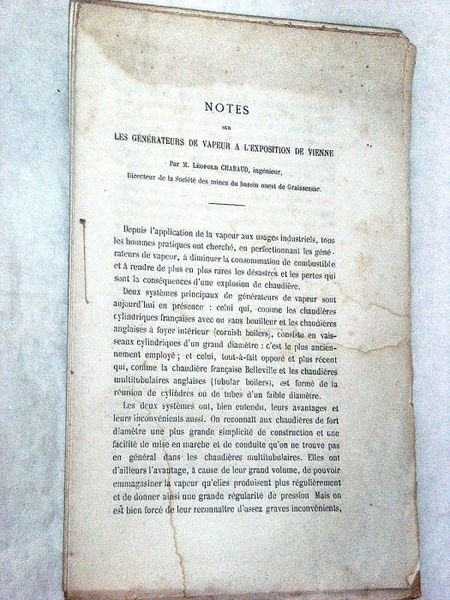 NOTES
SUR
LES GÉNÉRATEURS DE VAPEUR A L'EXPOSITION DE VIENNE
Par M. Léopold CHABAUD, ingénieur,
Directeur de la Société des mines du bassin ouest de Graissessac.
Depuis l'application de la vapeur aux usages industriels, tous
les hommes pratiques ont cherché, en perfectionnant les géné-
rateurs de vapeur, à diminuer la consommation de combustible
et à rendre de plus en plus rares les désastres et les pertes qui
sont la conséquences d'une explosion de chaudière.
Deux systèmes principaux de générateurs de vapeur sont
aujourd'hui en présence : celui qui, comme les chaudières
cylindriques françaises avec on sans bouilleur et les chaudières
anglaises à foyer intérieur (cornish boilers), consiste en vais-
seaux cylindriques d'un grand diamètre : c'est le plus ancien-
nement employé ; et celui, tout-à-fait opposé et plus récent
qui, comme la chaudière française Belleville et les chaudières
multitubulaires anglaises (tubular boilers), est formé de la
réunion de cylindres ou de tubes d'un faible diamètre.
Les deux systèmes ont, bien entendu, leurs avantages et
leurs inconvénients aussi. On reconnaît aux chaudières de fort
diamètre une plus grande simplicité de construction et une
facilité de mise en marche et de conduite qu'on ne trouve pas
en général dans les chaudières multitubulaires. Elles ont
d'ailleurs l'avantage, à cause de leur grand volume, de pouvoir
emmagasiner la vapeur qu'elles produisent plus régulièrement
et de donner ainsi une grande régularité de pression Mais on
est bien forcé de leur reconnaître d'assez graves inconvénients,